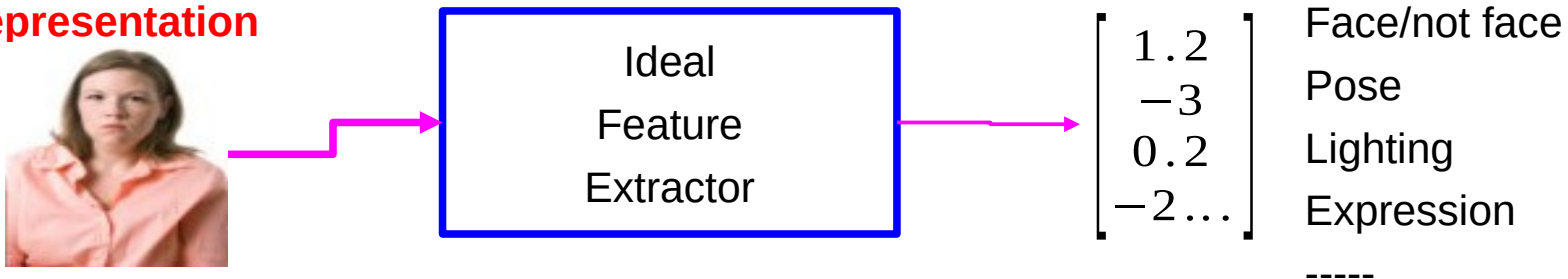 epresentation
Ideal
Feature
Extractor
1.2
−3
0.2
−2...
Face/not face
Pose
Lighting
Expression
-----